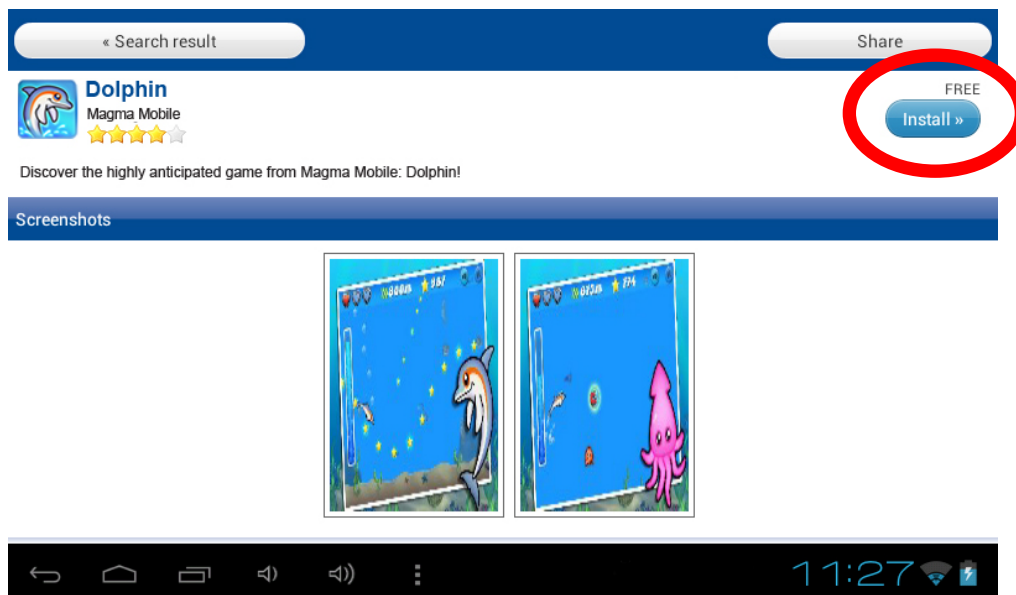 « Search result
Share
Dolphin
Magma Mobile
FREE
Install »
Discover the highly anticipated game from Magma Mobile: Dolphin!
Screenshots
11:27